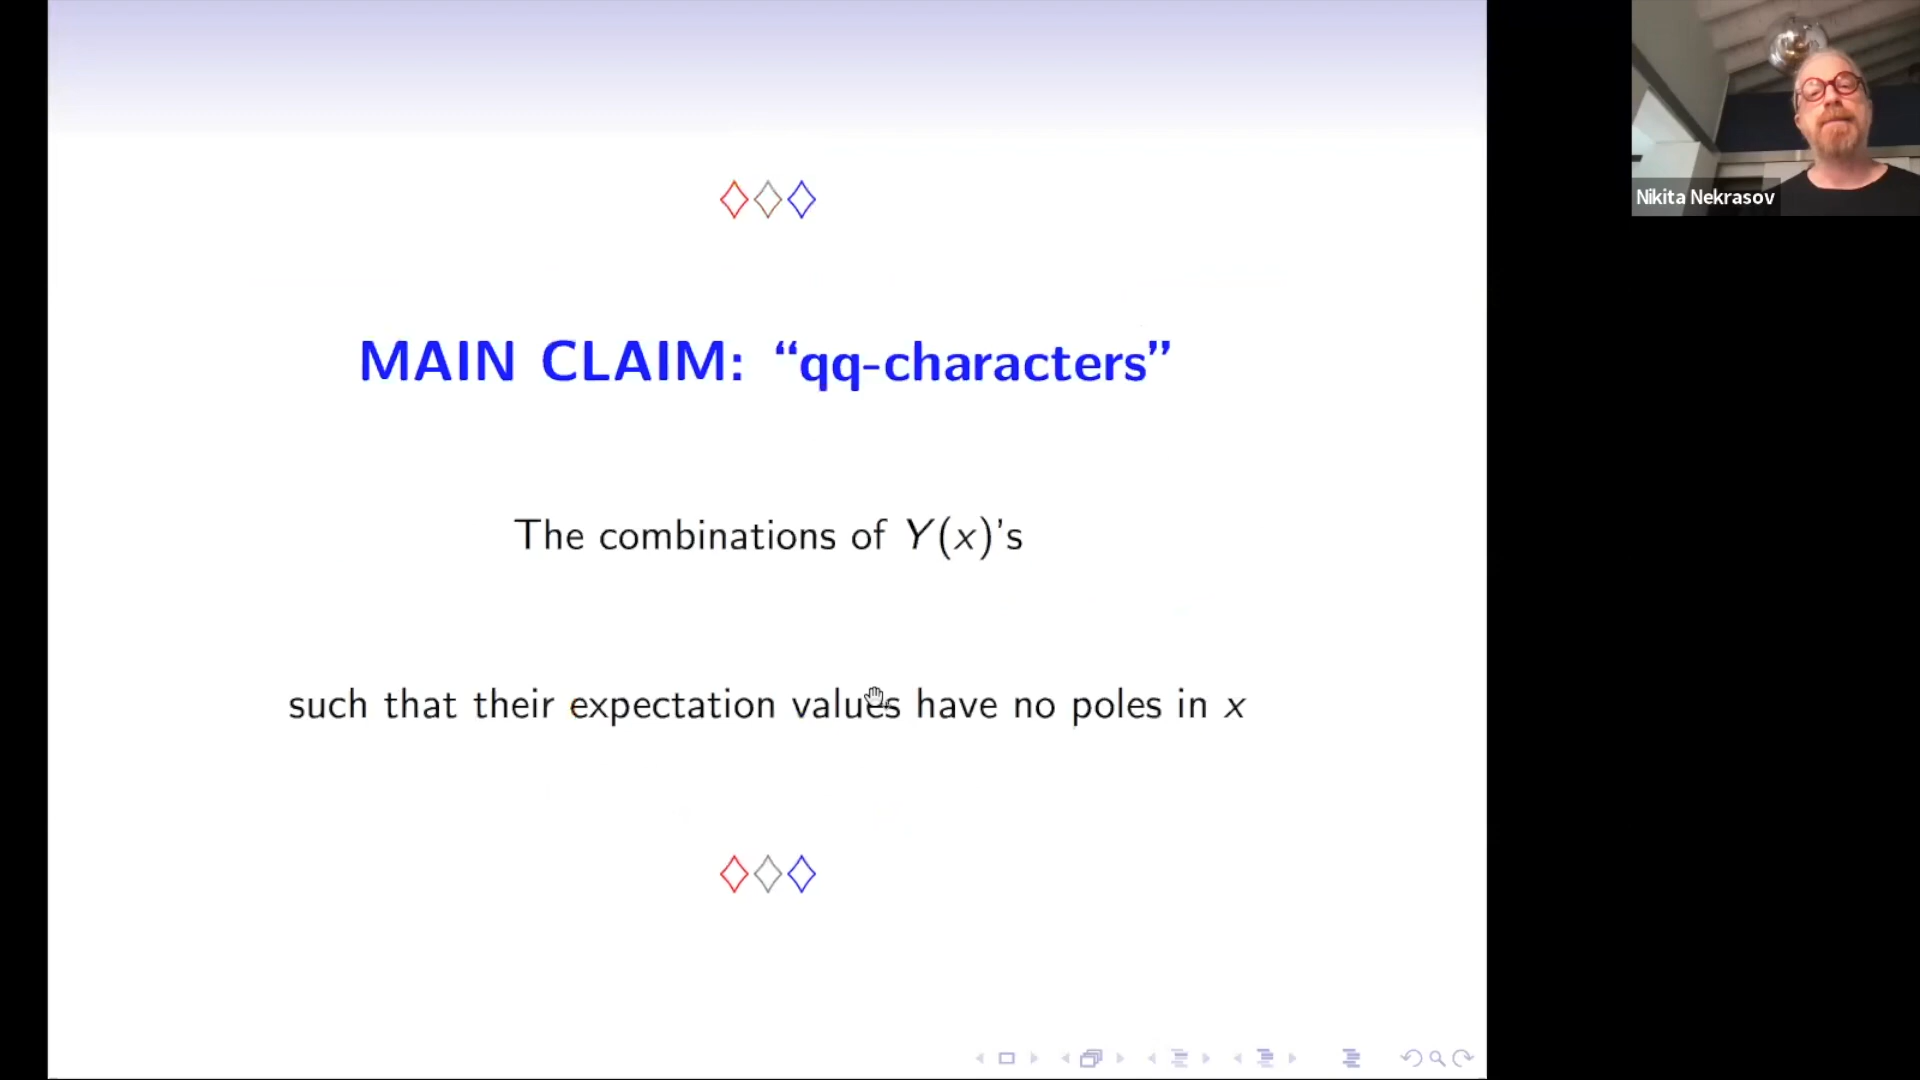 MAIN CLAIM: “qq-characters”
The combinations of Y(x)’s
such that their expectation values have no poles in x
Nikita Nekrasov